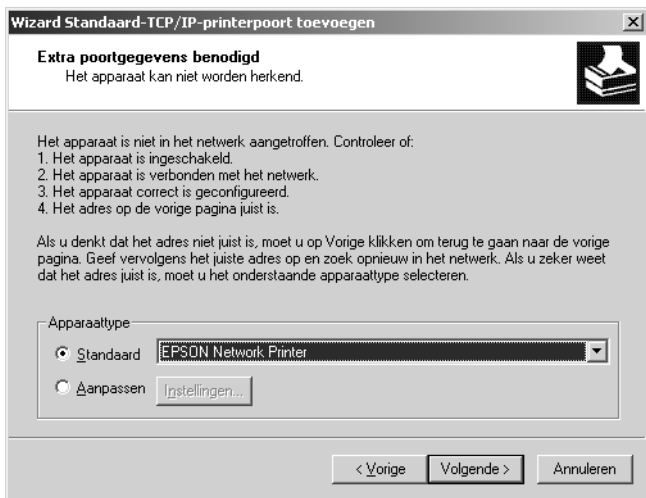 Wizard Standaard-TCP/IP-printerpoort toevoegen
Extra poortgegevens benodigd
Het apparaat kan niet worden herkend.
Het apparaat is niet in het netwerk aangetroffen. Controleer of:
1. Het apparaat is ingeschakeld.
2. Het apparaat is verbonden met het netwerk.
3. Het apparaat correct is geconfigureerd.
4. Het adres op de vorige pagina juist is.
Als u denkt dat het adres niet juist is, moet u op Vorige klikken om terug te gaan naar de vorige
pagina. Geef vervolgens het juiste adres op en zoek opnieuw in het netwerk. Als u zeker weet
dat het adres juist is, moet u het onderstaande apparaattype selecteren.
Apparaattype
Standaard EPSON Network Printer
Aanpassen Instellingen...
< Vorige Volgende > Annuleren